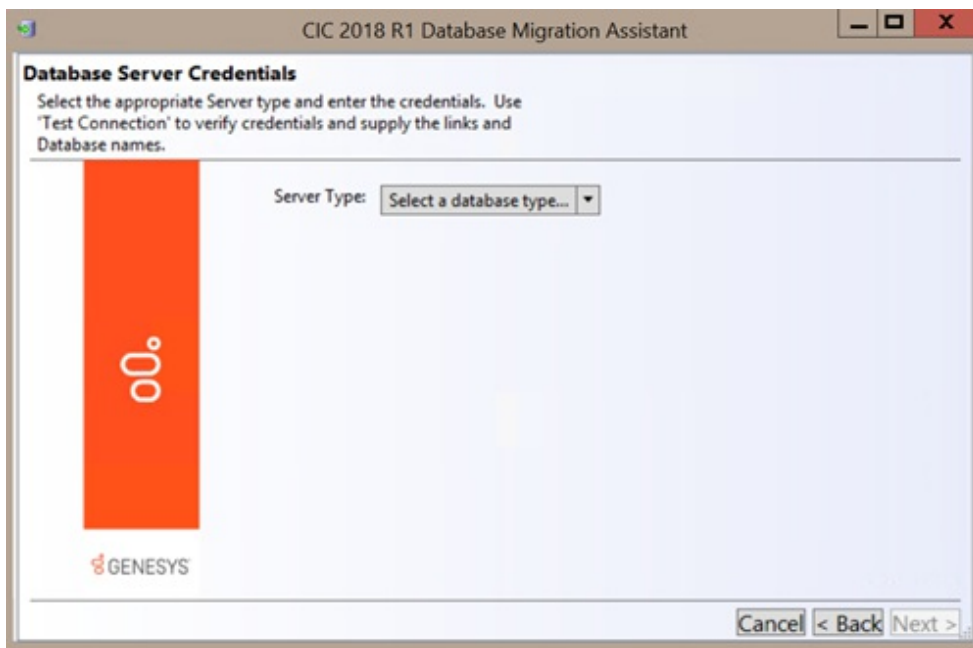 CIC 2018 R1 Database Migration Assistant
Database Server Credentials
Select the appropriate Server type and enter the credentials. Use
'Test Connection' to verify credentials and supply the links and
Database names.
Server Type: Select a database type...
GENESYS
Cancel < Back Next >